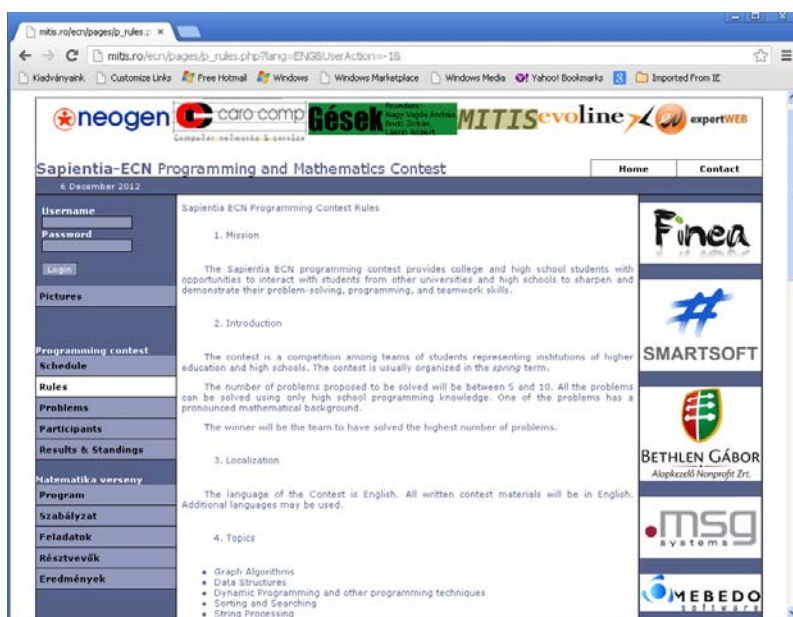 mitis.ro/ecn/pages/p_rules.p ×
mitis.ro/ecn/pages/p_rules.php?lang=ENG&UserAction=-1&
Kiadványaink Customize Links Free Hotmail Windows Windows Marketplace Windows Media Yahoo! Bookmarks Imported From IE
neogen
caro comp
Computer networks & service
Gések
Nagy Vajda András
Bodó Zoltán
László Róbert
MITIS
evoline
expertWEB
Sapientia-ECN Programming and Mathematics Contest
Home Contact
6 December 2012
Username
Password
Login
Pictures
Programming contest
Schedule
Rules
Problems
Participants
Results & Standings
Matematika verseny
Program
Szabályzat
Feladatok
Résztvevők
Eredmények
Sapientia ECN Programming Contest Rules
1. Mission
The Sapientia ECN programming contest provides college and high school students with
opportunities to interact with students from other universities and high schools to sharpen and
demonstrate their problem-solving, programming, and teamwork skills.
2. Introduction
The contest is a competition among teams of students representing institutions of higher
education and high schools. The contest is usually organized in the spring term.
The number of problems proposed to be solved will be between 5 and 10. All the problems
can be solved using only high school programming knowledge. One of the problems has a
pronounced mathematical background.
The winner will be the team to have solved the highest number of problems.
3. Localization
The language of the Contest is English. All written contest materials will be in English.
Additional languages may be used.
4. Topics
• Graph Algorithms
• Data Structures
• Dynamic Programming and other programming techniques
• Sorting and Searching
• String Processing
Finea
SMARTSOFT
BETHLEN GÁBOR
Alapkezelő Nonprofit Zrt.
msg
systems
MEBEDO
software